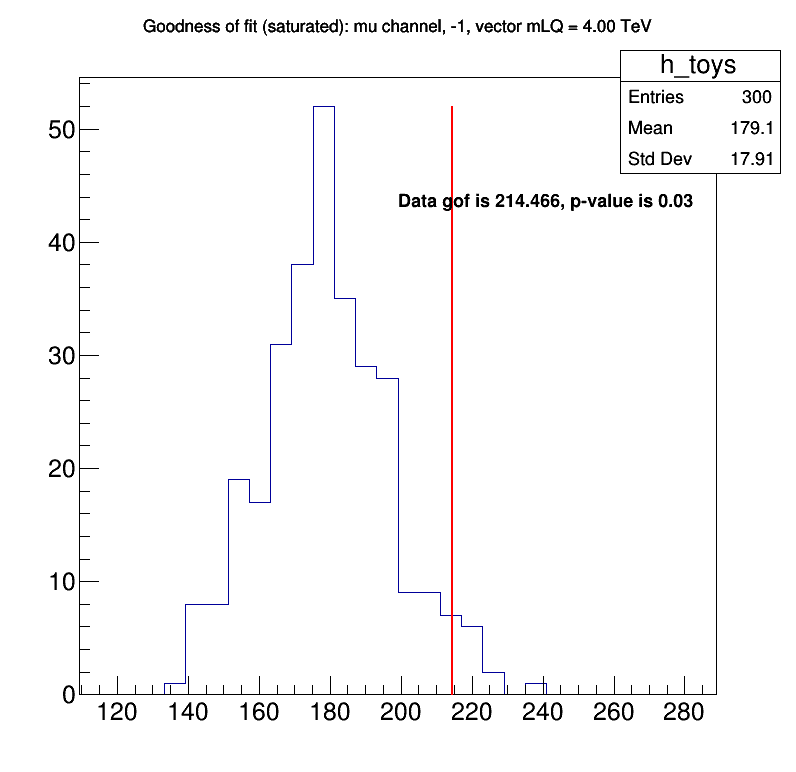 Goodness of fit (saturated): mu channel, -1, vector mLQ = 4.00 TeV
h_toys
Entries 300
Mean 179.1
Std Dev 17.91
Data gof is 214.466, p-value is 0.03
50
40
30
20
10
0
120 140 160 180 200 220 240 260 280